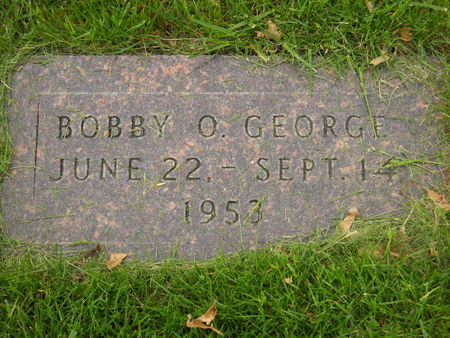 BOBBY O. GEORGE
JUNE 22, - SEPT. 14
1953